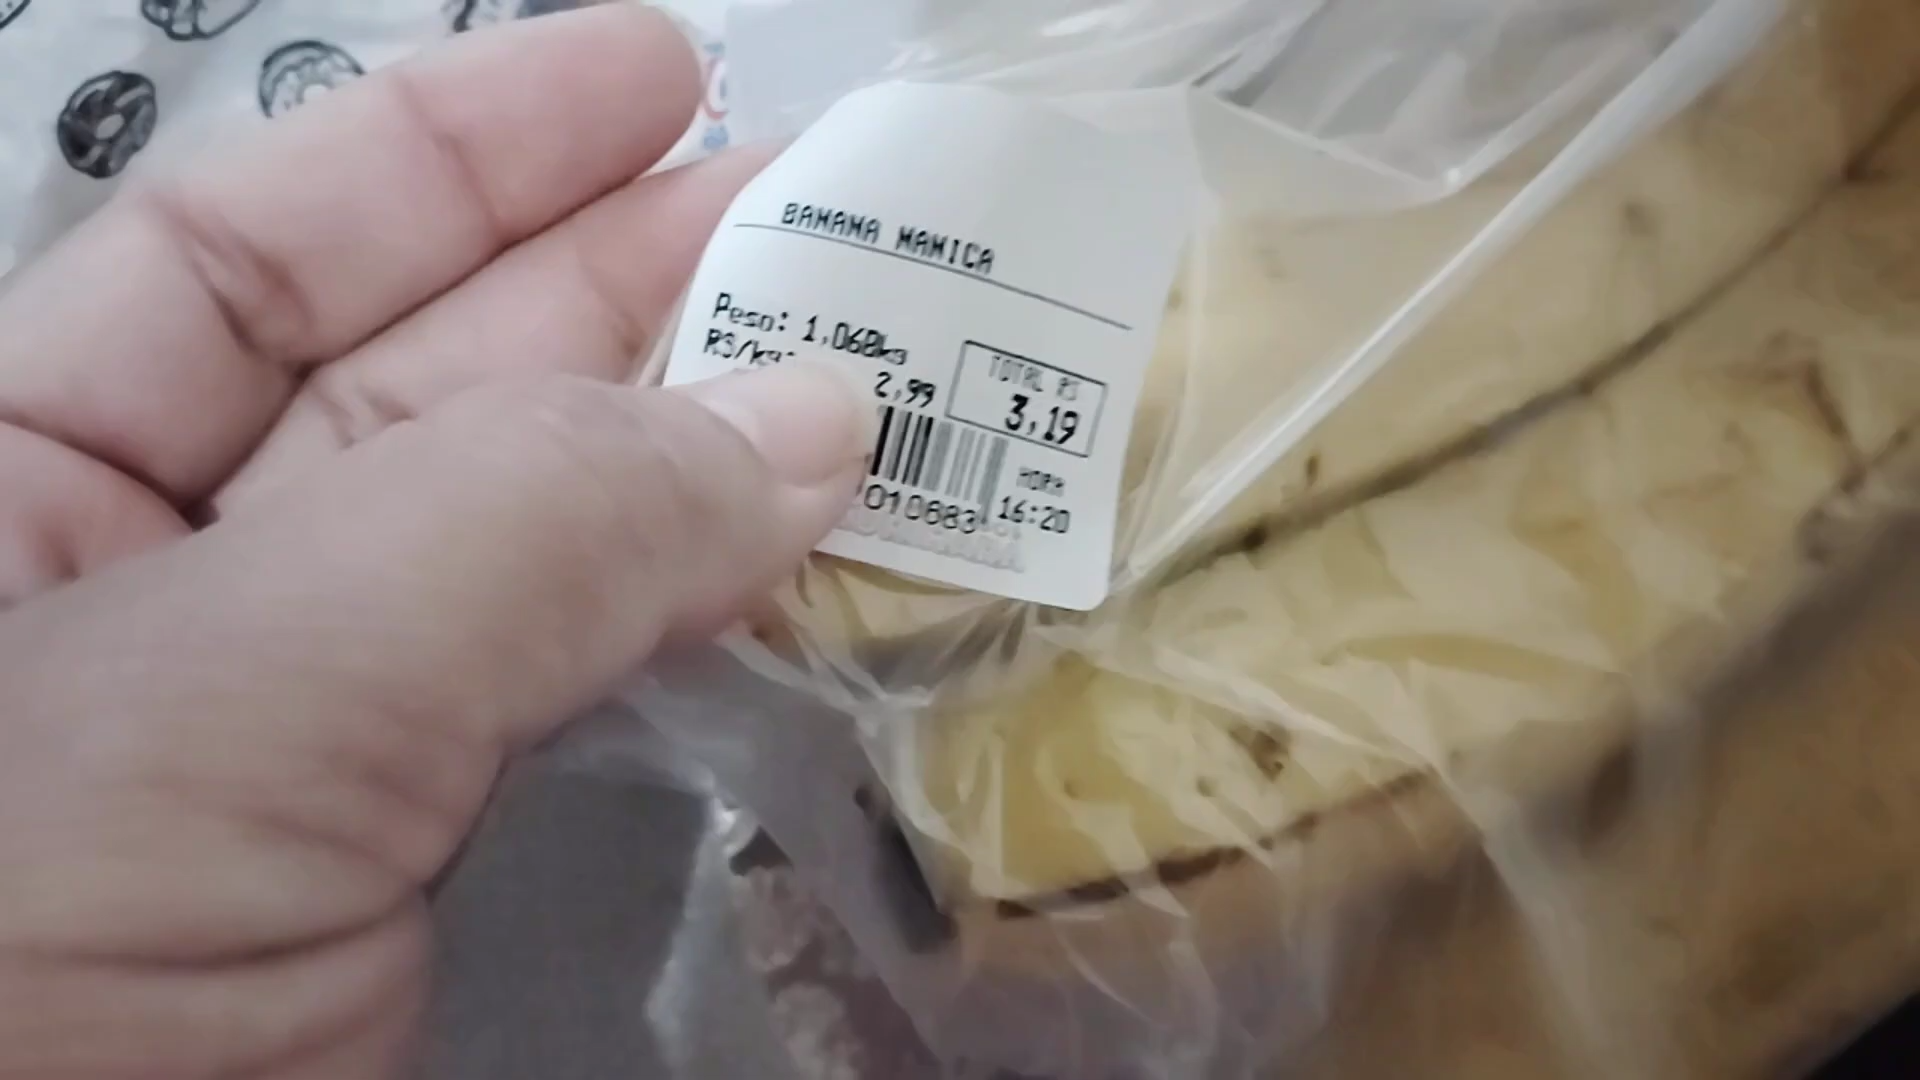 BANANA NANICA
Peso: 1,068kg
R$/kg:
2,99
TOTAL R$
3,19
HORA
010683
16:20